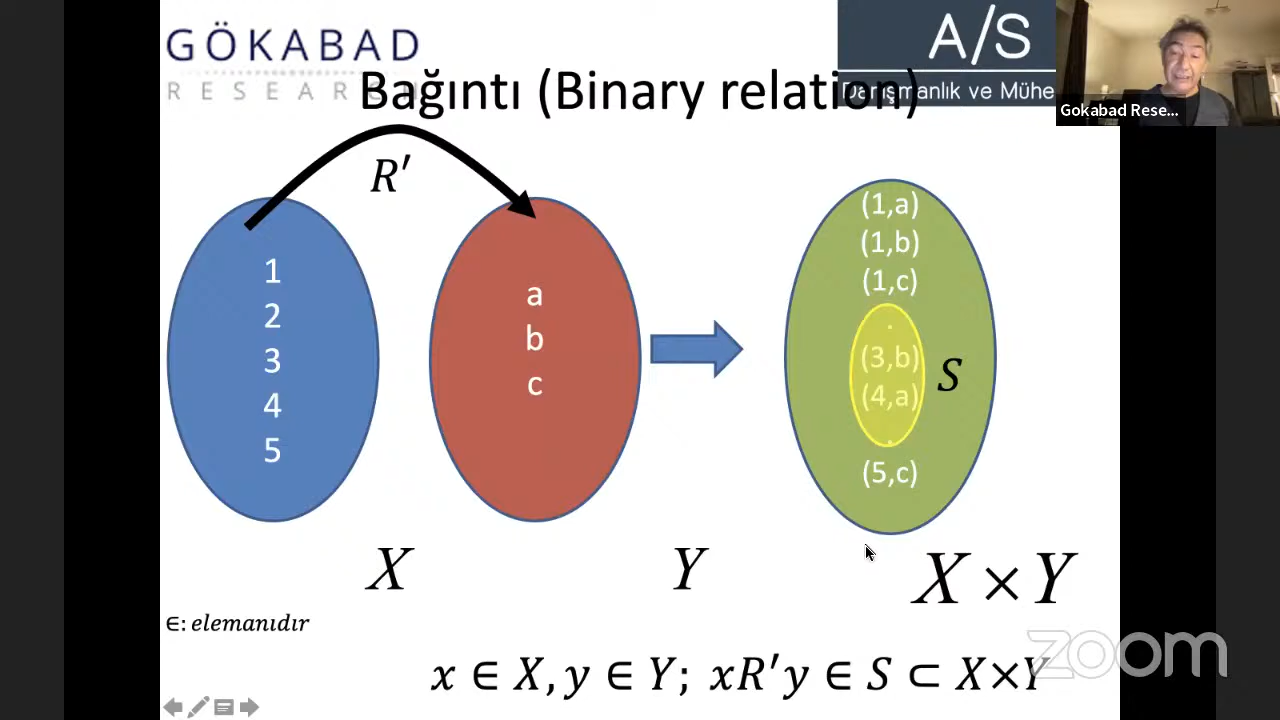 GÖKABAD
RESEARCH
A/S
Danışmanlık ve Mühe
Gokabad Rese...
Bağıntı (Binary relation)
R′
1
2
3
4
5
a
b
c
(1,a)
(1,b)
(1,c)
.
(3,b)
(4,a)
.
(5,c)
S
X
Y
X × Y
∈: elemanıdır
x ∈ X, y ∈ Y; xR′y ∈ S ⊂ X×Y
zoom